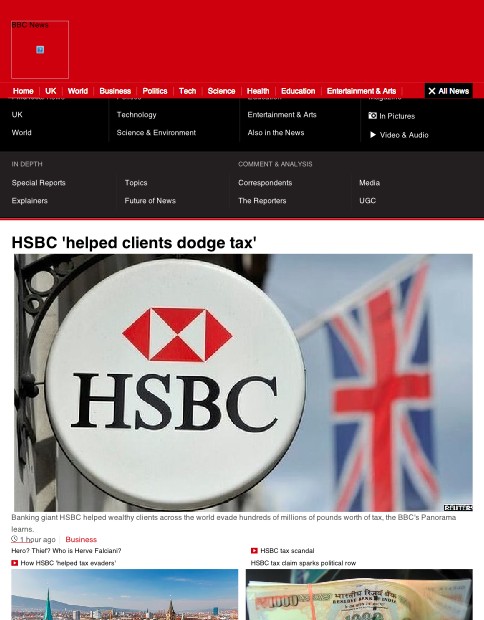 BBC News
Home UK World Business Politics Tech Science Health Education Entertainment & Arts All News
UK Technology Entertainment & Arts In Pictures
World Science & Environment Also in the News Video & Audio
IN DEPTH COMMENT & ANALYSIS
Special Reports Topics Correspondents Media
Explainers Future of News The Reporters UGC
HSBC 'helped clients dodge tax'
HSBC
REUTERS
Banking giant HSBC helped wealthy clients across the world evade hundreds of millions of pounds worth of tax, the BBC's Panorama
learns.
1 hour ago Business
Hero? Thief? Who is Herve Falciani? HSBC tax scandal
How HSBC 'helped tax evaders' HSBC tax claim sparks political row
1000 भारतीय रिज़र्व बैंक
RESERVE BANK OF INDIA